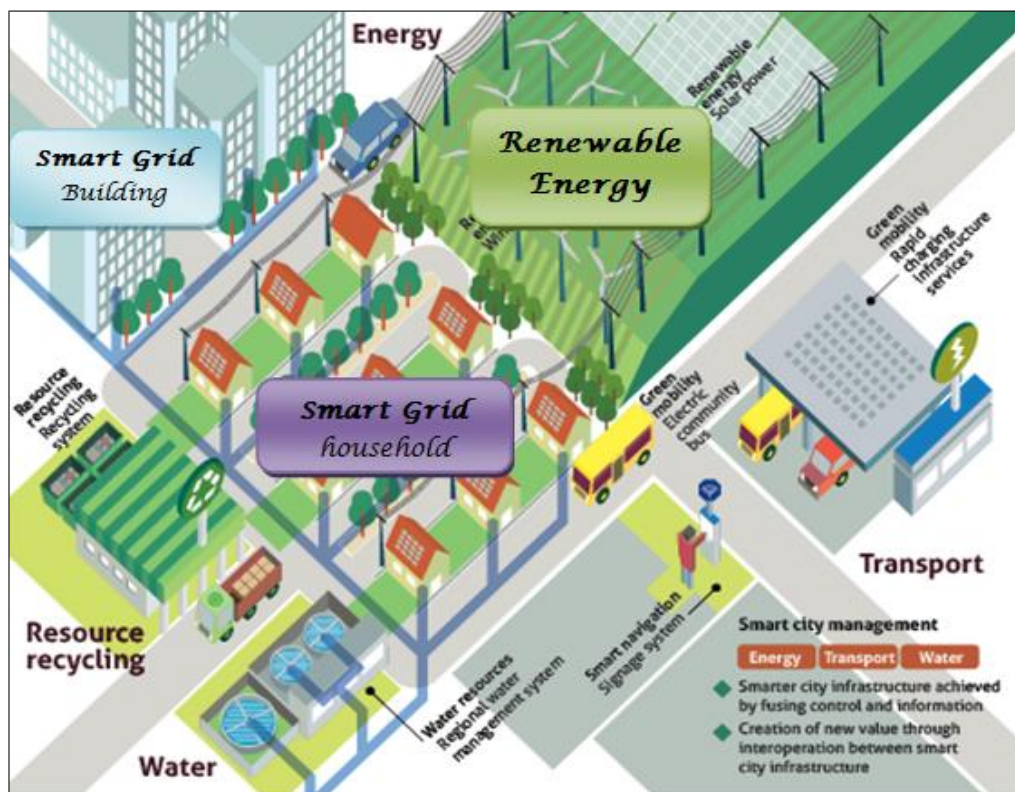 Energy
Renewable
energy
Solar power
Smart Grid
Building
Renewable
Energy
Green
mobility
Rapid
charging
infrastructure
services
Smart Grid
household
Resource
recycling
Recycling
system
Green
mobility
Electric
community
bus
Transport
Resource
recycling
Smart navigation
Signage system
Water resources
Regional water
management system
Water
Smart city management
Energy
Transport
Water
Smarter city infrastructure achieved
by fusing control and information
Creation of new value through
interoperation between smart
city infrastructure